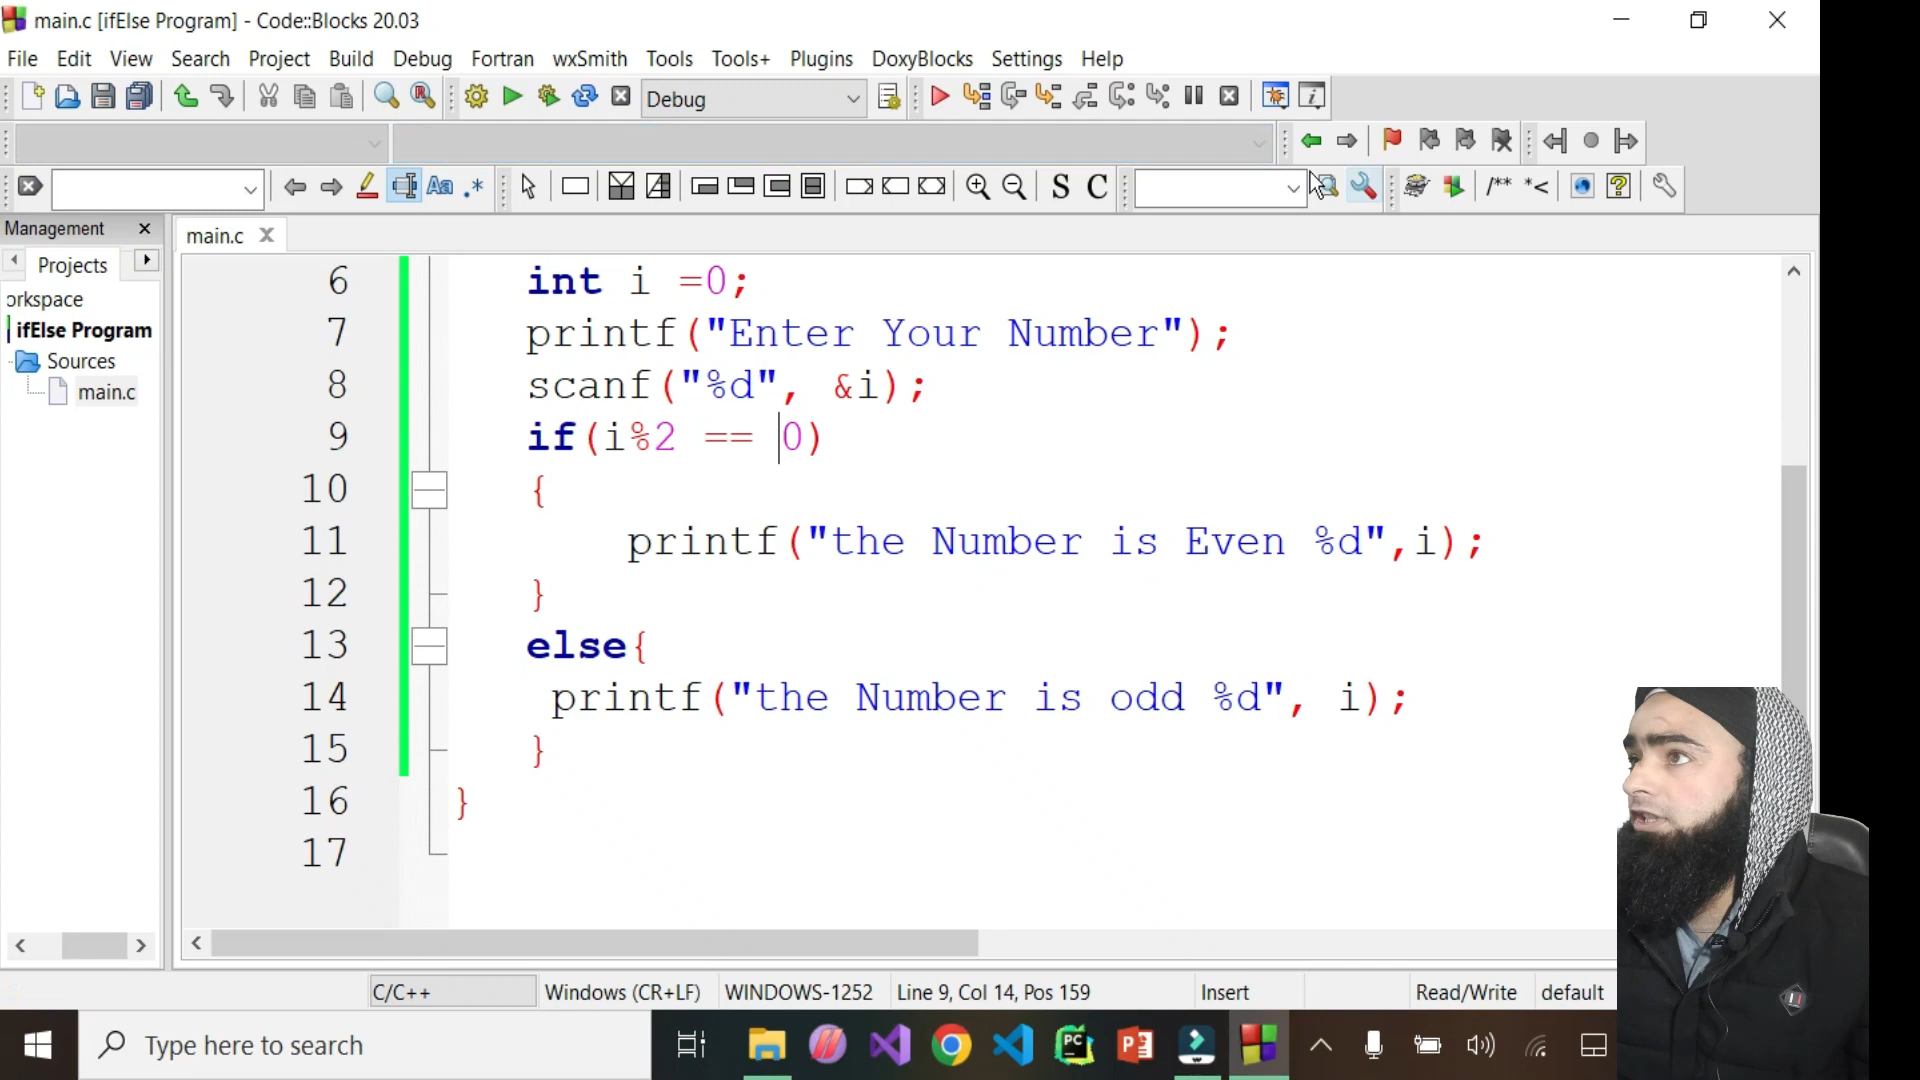 main.c [ifElse Program] - Code::Blocks 20.03
File Edit View Search Project Build Debug Fortran wxSmith Tools Tools+ Plugins DoxyBlocks Settings Help
Debug
Aa .* S C /** *<
Management
main.c
Projects
orkspace
ifElse Program
Sources
main.c
6 int i =0;
7 printf("Enter Your Number");
8 scanf("%d", &i);
9 if(i%2 == 0)
10 {
11 printf("the Number is Even %d",i);
12 }
13 else{
14 printf("the Number is odd %d", i);
15 }
16 }
17
C/C++ Windows (CR+LF) WINDOWS-1252 Line 9, Col 14, Pos 159 Insert Read/Write default
Type here to search
PC
P